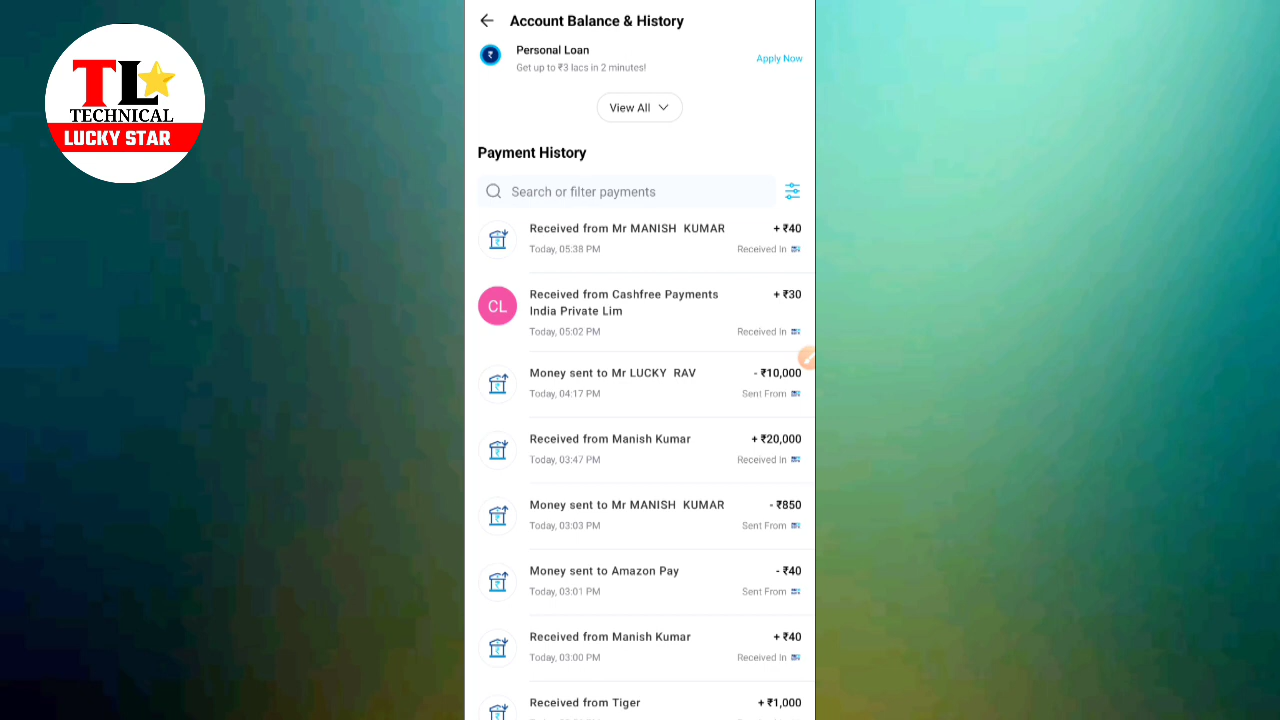 TL
TECHNICAL
LUCKY STAR
Account Balance & History
Personal Loan
Get up to ₹3 lacs in 2 minutes!
Apply Now
View All
Payment History
Search or filter payments
Received from Mr MANISH KUMAR
+ ₹40
Today, 05:38 PM
Received In
CL
Received from Cashfree Payments
India Private Lim
+ ₹30
Today, 05:02 PM
Received In
Money sent to Mr LUCKY RAV
- ₹10,000
Today, 04:17 PM
Sent From
Received from Manish Kumar
+ ₹20,000
Today, 03:47 PM
Received In
Money sent to Mr MANISH KUMAR
- ₹850
Today, 03:03 PM
Sent From
Money sent to Amazon Pay
- ₹40
Today, 03:01 PM
Sent From
Received from Manish Kumar
+ ₹40
Today, 03:00 PM
Received In
Received from Tiger
+ ₹1,000